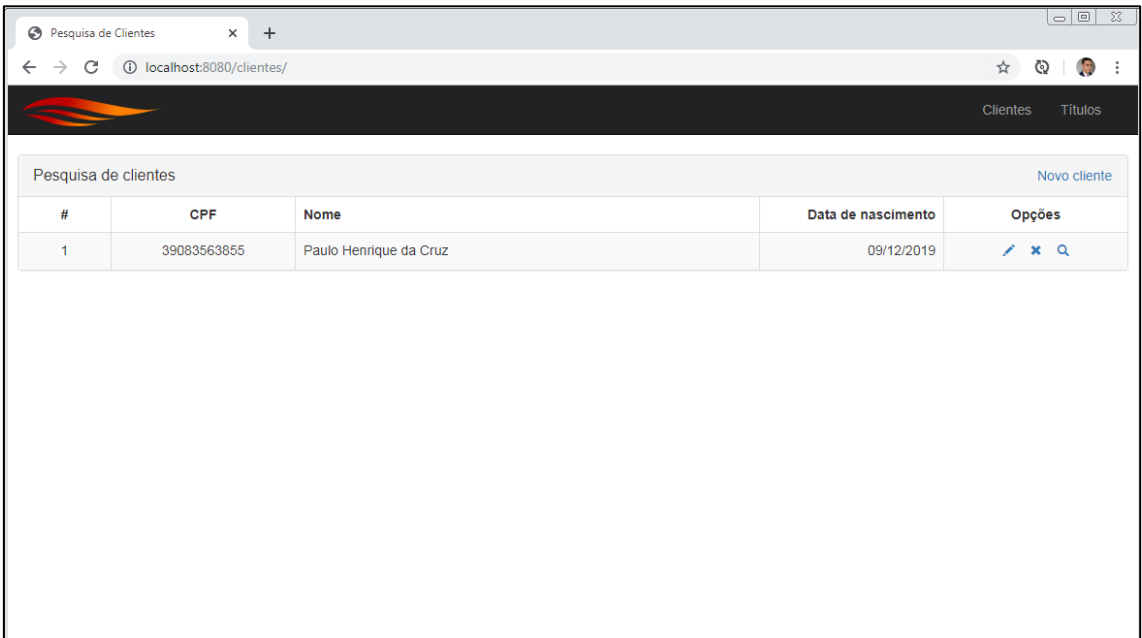 Pesquisa de Clientes
localhost:8080/clientes/
Clientes Títulos
Pesquisa de clientes Novo cliente
# CPF Nome Data de nascimento Opções
1 39083563855 Paulo Henrique da Cruz 09/12/2019